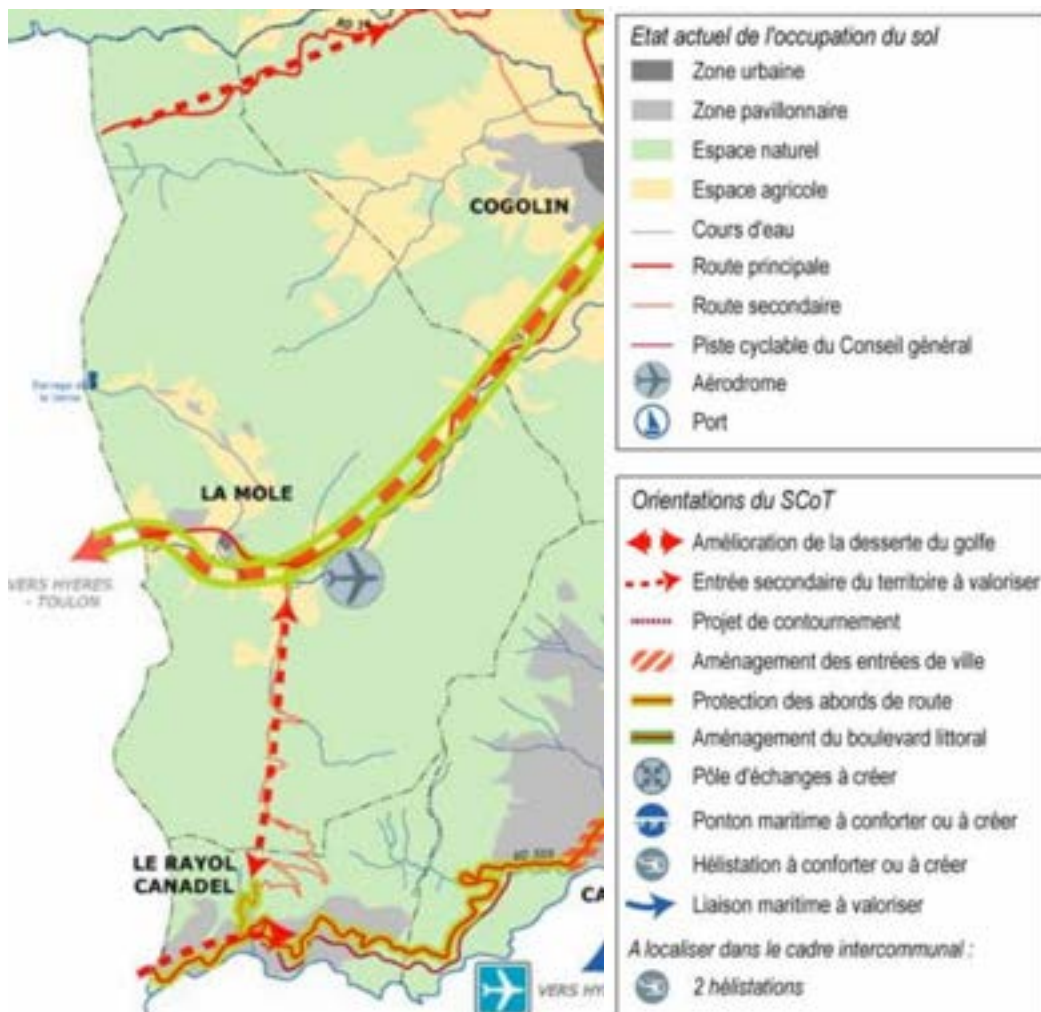 COGOLIN
LA MOLE
VERS HYERES
- TOULON
LE RAYOL
CANADEL
CA
VERS HY
Etat actuel de l'occupation du sol
Zone urbaine
Zone pavillonnaire
Espace naturel
Espace agricole
Cours d'eau
Route principale
Route secondaire
Piste cyclable du Conseil général
Aérodrome
Port
Orientations du SCoT
Amélioration de la desserte du golfe
Entrée secondaire du territoire à valoriser
Projet de contournement
Aménagement des entrées de ville
Protection des abords de route
Aménagement du boulevard littoral
Pôle d'échanges à créer
Ponton maritime à conforter ou à créer
Hélistation à conforter ou à créer
Liaison maritime à valoriser
A localiser dans le cadre intercommunal :
2 hélistations